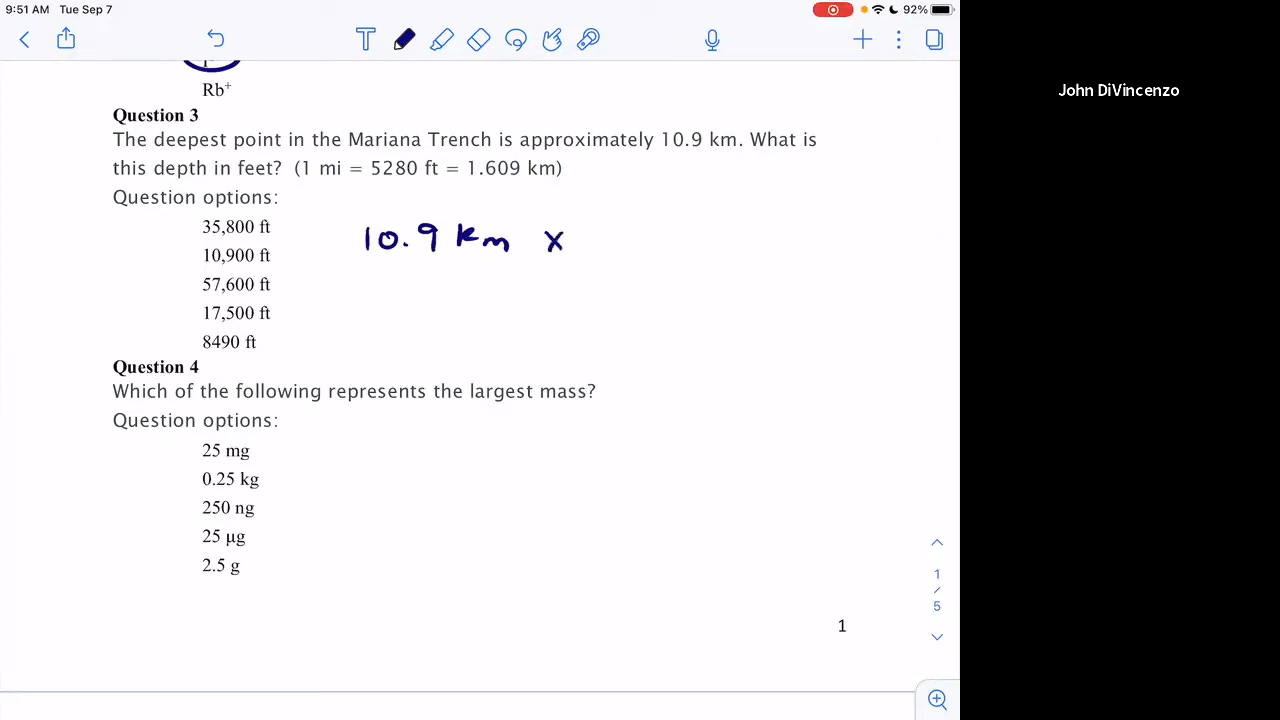 9:51 AM Tue Sep 7
92%
T
Rb⁺
Question 3
The deepest point in the Mariana Trench is approximately 10.9 km. What is
this depth in feet? (1 mi = 5280 ft = 1.609 km)
Question options:
35,800 ft
10.9 km x
10,900 ft
57,600 ft
17,500 ft
8490 ft
Question 4
Which of the following represents the largest mass?
Question options:
25 mg
0.25 kg
250 ng
25 µg
2.5 g
1
/
5
1
John DiVincenzo